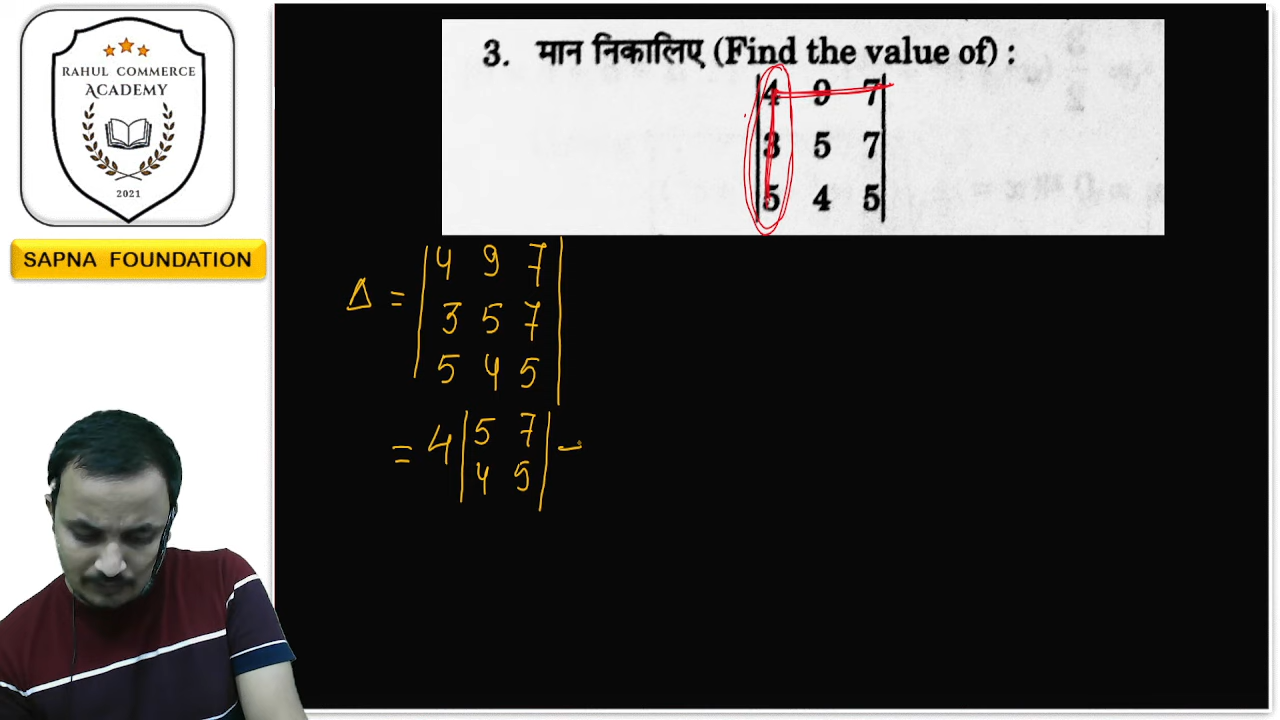 RAHUL COMMERCE
ACADEMY
2021
SAPNA FOUNDATION
3. मान निकालिए (Find the value of) :
|4 9 7|
|3 5 7|
|5 4 5|
Δ = |4 9 7|
|3 5 7|
|5 4 5|
= 4 |5 7| -
|4 5|